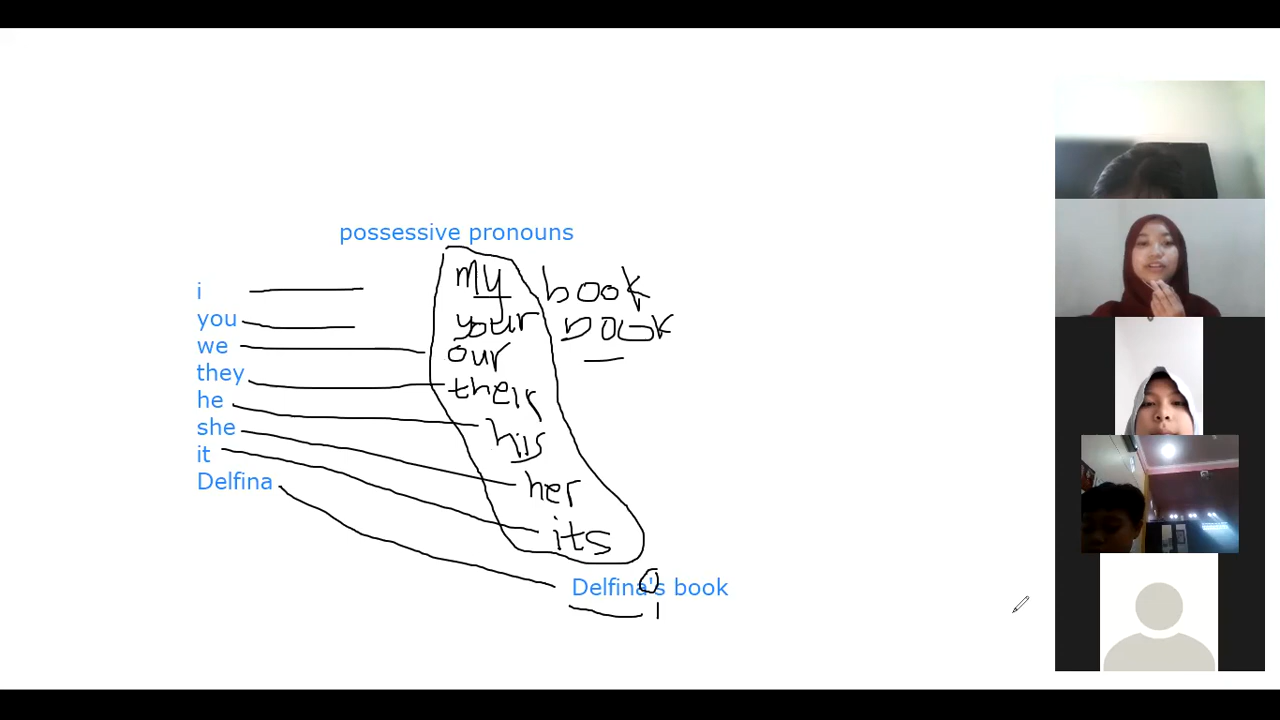 possessive pronouns
i my book
you your book
we our
they their
he his
she her
it its
Delfina Delfina's book